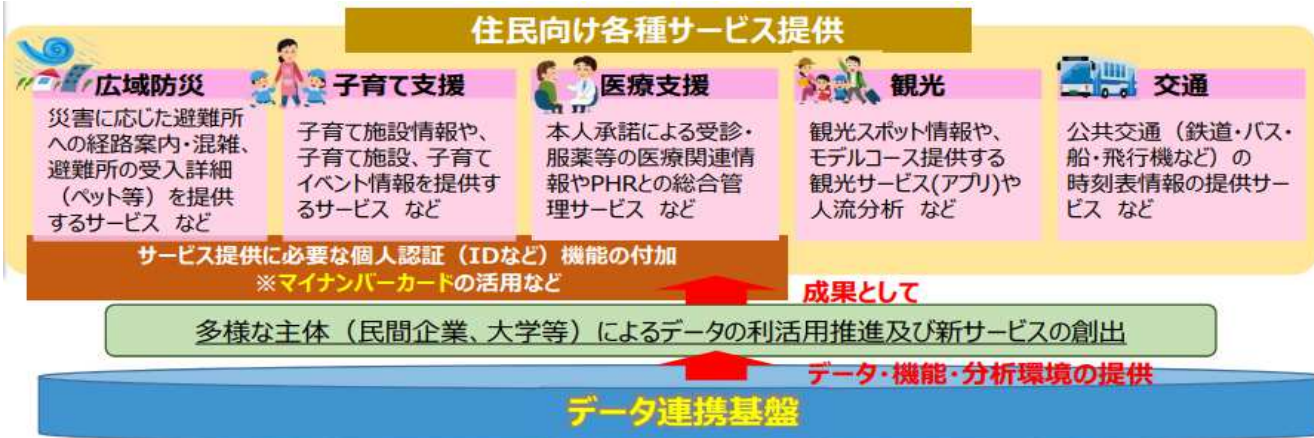 住民向け各種サービス提供
広域防災
災害に応じた避難所
への経路案内・混雑、
避難所の受入詳細
（ペット等）を提供
するサービス など
子育て支援
子育て施設情報や、
子育て施設、子育て
イベント情報を提供す
るサービス など
医療支援
本人承諾による受診・
服薬等の医療関連情
報やPHRとの総合管
理サービス など
観光
観光スポット情報や、
モデルコース提供する
観光サービス(アプリ)や
人流分析 など
交通
公共交通（鉄道・バス・
船・飛行機など）の
時刻表情報の提供サー
ビス など
サービス提供に必要な個人認証（IDなど）機能の付加
※マイナンバーカードの活用など
成果として
多様な主体（民間企業、大学等）によるデータの利活用推進及び新サービスの創出
データ・機能・分析環境の提供
データ連携基盤